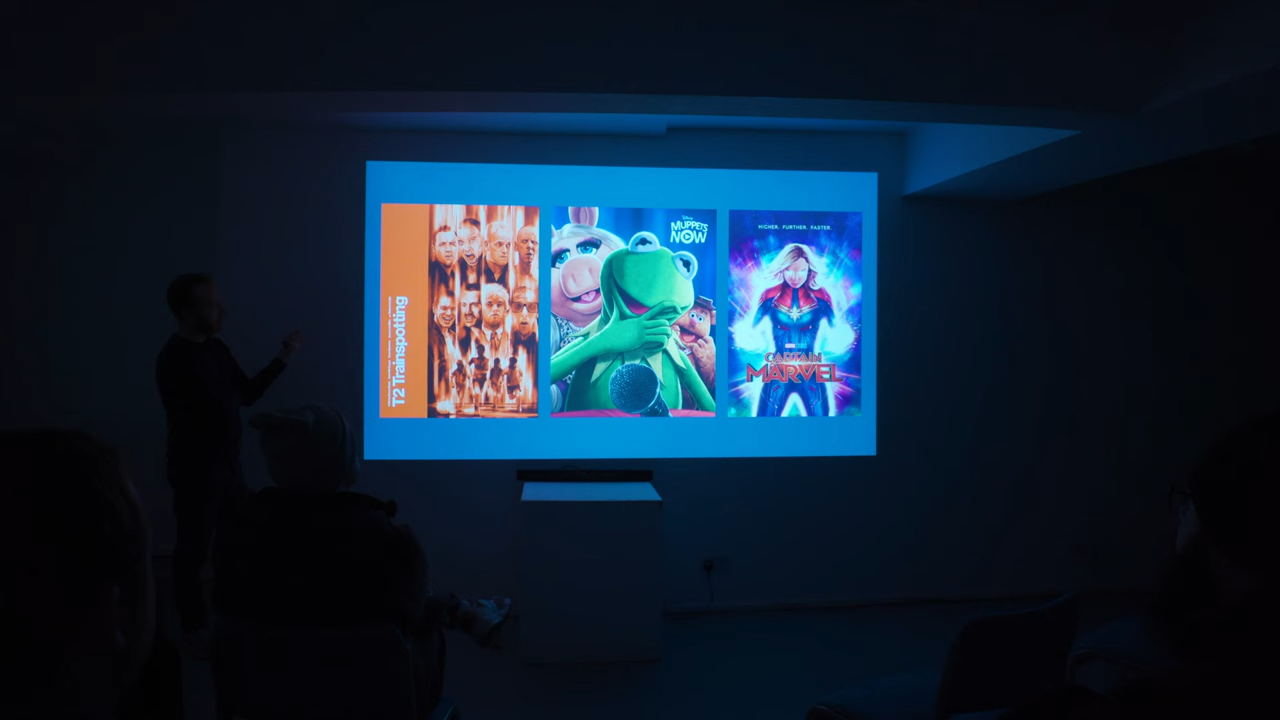 T2 Trainspotting
Disney
MUPPETS
NOW
HIGHER. FURTHER. FASTER.
CAPTAIN
MARVEL